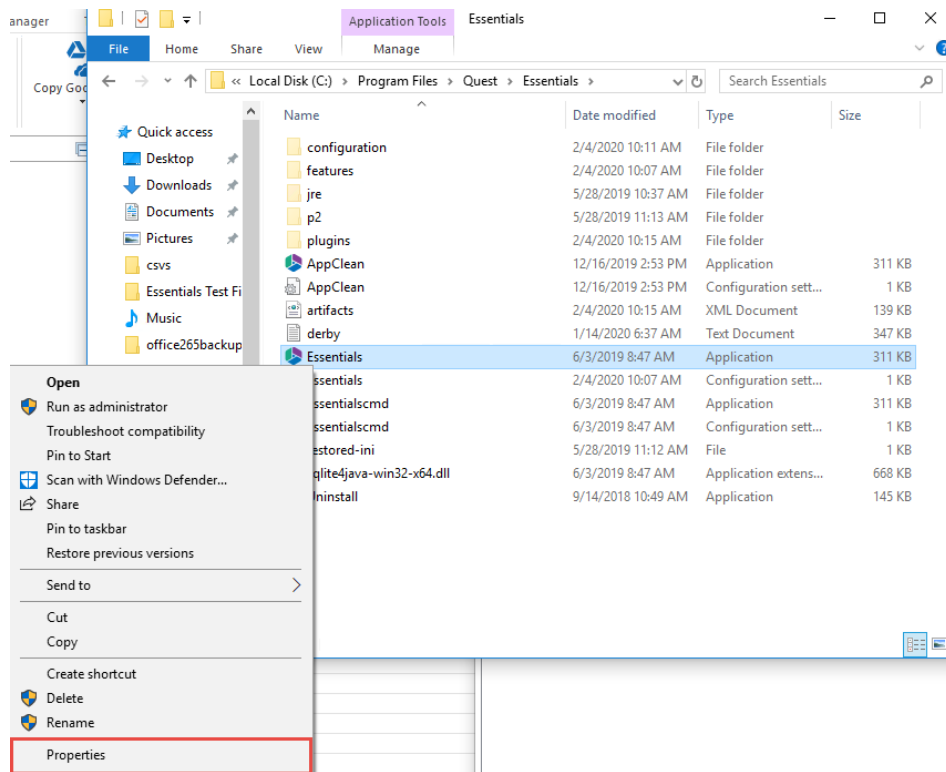 anager
Application Tools
Essentials
File
Home
Share
View
Manage
Copy Goo
« Local Disk (C:) > Program Files > Quest > Essentials >
Search Essentials
Name
Date modified
Type
Size
Quick access
Desktop
Downloads
Documents
Pictures
csvs
Essentials Test Fi
Music
office265backup
configuration 2/4/2020 10:11 AM File folder
features 2/4/2020 10:07 AM File folder
jre 5/28/2019 10:37 AM File folder
p2 5/28/2019 11:13 AM File folder
plugins 2/4/2020 10:15 AM File folder
AppClean 12/16/2019 2:53 PM Application 311 KB
AppClean 12/16/2019 2:53 PM Configuration sett... 1 KB
artifacts 2/4/2020 10:15 AM XML Document 139 KB
derby 1/14/2020 6:37 AM Text Document 347 KB
Essentials 6/3/2019 8:47 AM Application 311 KB
ssentials 2/4/2020 10:07 AM Configuration sett... 1 KB
ssentialscmd 6/3/2019 8:47 AM Application 311 KB
ssentialscmd 6/3/2019 8:47 AM Configuration sett... 1 KB
estored-ini 5/28/2019 11:12 AM File 1 KB
qlite4java-win32-x64.dll 6/3/2019 8:47 AM Application extens... 668 KB
ninstall 9/14/2018 10:49 AM Application 145 KB
Open
Run as administrator
Troubleshoot compatibility
Pin to Start
Scan with Windows Defender...
Share
Pin to taskbar
Restore previous versions
Send to
Cut
Copy
Create shortcut
Delete
Rename
Properties